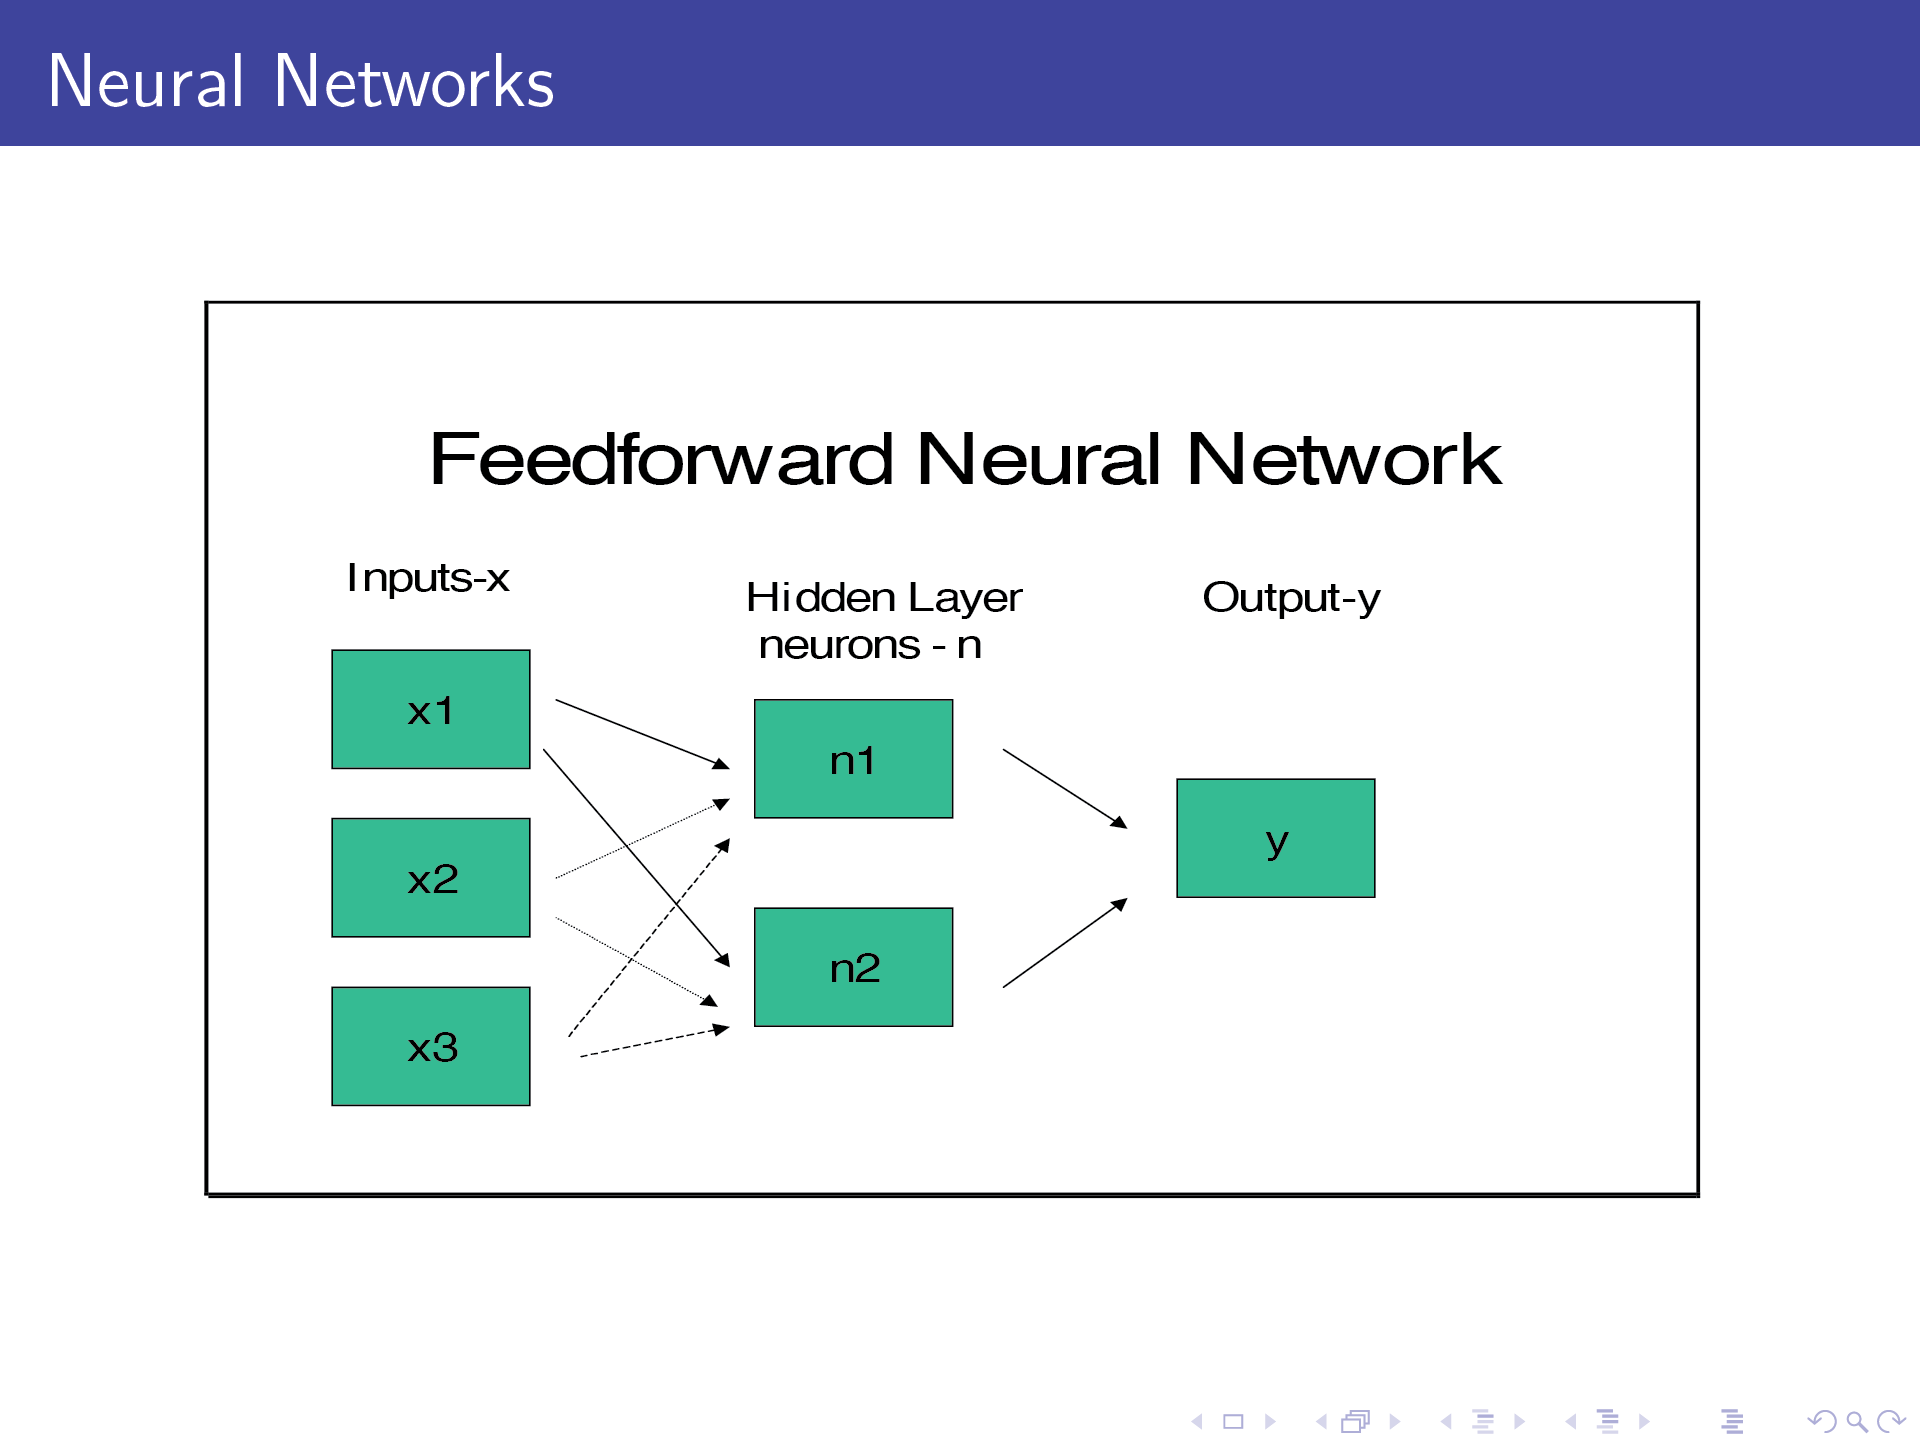 Neural Networks
Feedforward Neural Network
Inputs-x
Hidden Layer
neurons - n
Output-y
x1
n1
y
x2
n2
x3